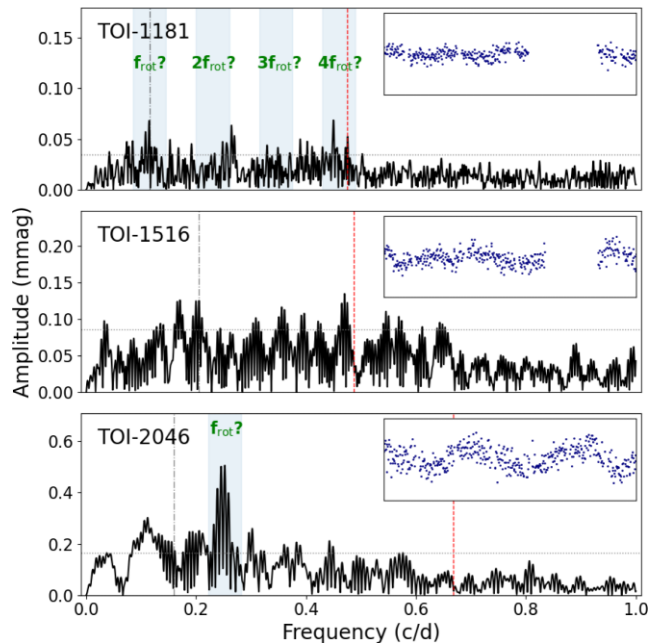 TOI-1181
f_rot? 2f_rot? 3f_rot? 4f_rot?
0.15
0.10
0.05
0.00
TOI-1516
0.20
0.15
0.10
0.05
0.00
Amplitude (mmag)
TOI-2046
f_rot?
0.6
0.4
0.2
0.0
0.0 0.2 0.4 0.6 0.8 1.0
Frequency (c/d)